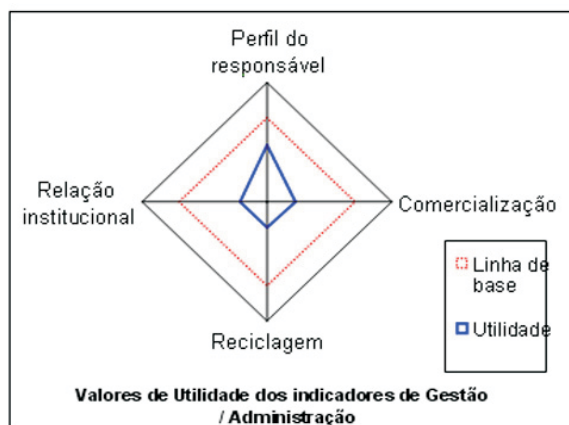 Perfil do
responsável
Relação
institucional
Comercialização
Linha de
base
Utilidade
Reciclagem
Valores de Utilidade dos indicadores de Gestão
/ Administração